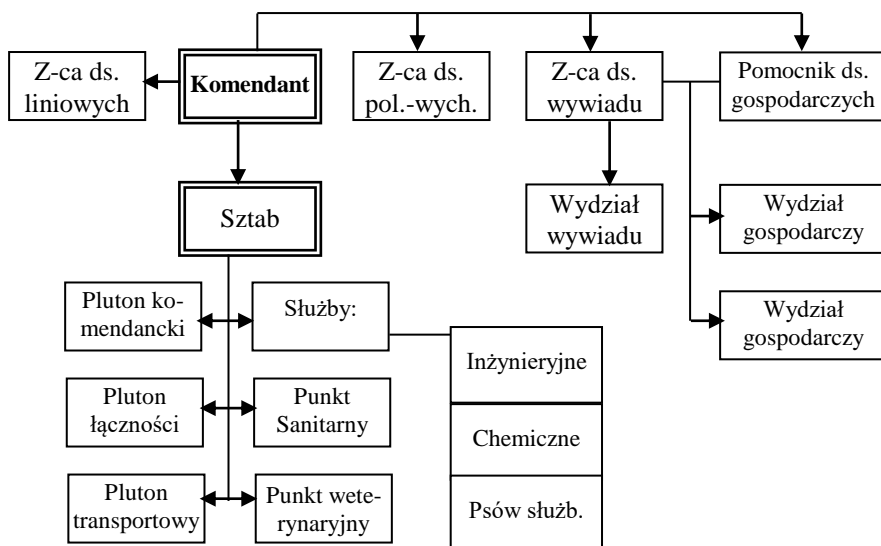 Z-ca ds.
liniowych
Komendant
Z-ca ds.
pol.-wych.
Z-ca ds.
wywiadu
Pomocnik ds.
gospodarczych
Sztab
Wydział
wywiadu
Wydział
gospodarczy
Pluton ko-
mendancki
Służby:
Wydział
gospodarczy
Inżynieryjne
Pluton
łączności
Punkt
Sanitarny
Chemiczne
Pluton
transportowy
Punkt wete-
rynaryjny
Psów służb.